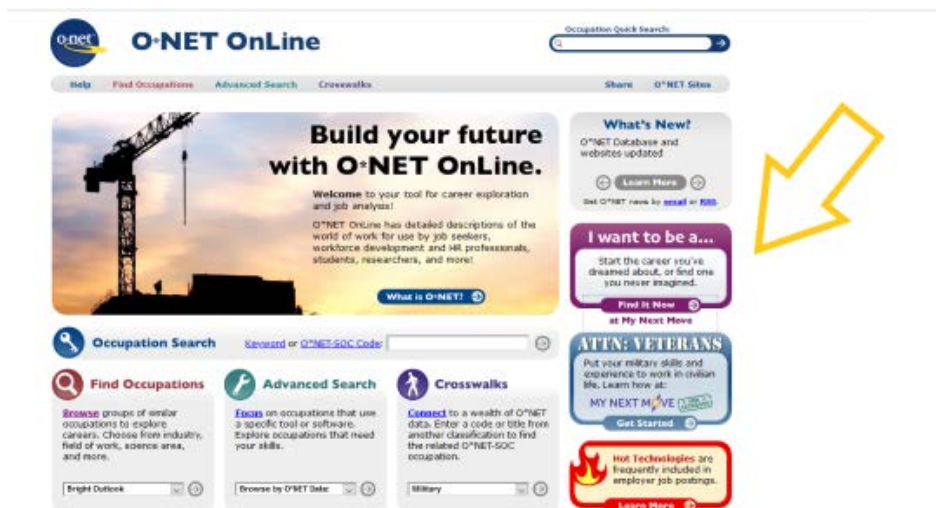 o·net
O*NET OnLine
Occupation Quick Search:
Help Find Occupations Advanced Search Crosswalks Share O*NET Sites
Build your future
with O*NET OnLine.
Welcome to your tool for career exploration
and job analysis!
O*NET OnLine has detailed descriptions of the
world of work for use by job seekers,
workforce development and HR professionals,
students, researchers, and more!
What is O*NET?
What's New?
O*NET Database and
websites updated
Learn More
Get O*NET news by email or RSS.
I want to be a...
Start the career you've
dreamed about, or find one
you never imagined.
Find It Now
at My Next Move
ATTN: VETERANS
Put your military skills and
experience to work in civilian
life. Learn how at:
MY NEXT MOVE
Get Started
Hot Technologies are
frequently included in
employer job postings.
Learn More
Occupation Search Keyword or O*NET-SOC Code:
Find Occupations
Browse groups of similar
occupations to explore
careers. Choose from industry,
field of work, science area,
and more.
Bright Outlook
Advanced Search
Focus on occupations that use
a specific tool or software.
Explore occupations that need
your skills.
Browse by O*NET Data:
Crosswalks
Connect to a wealth of O*NET
data. Enter a code or title from
another classification to find
the related O*NET-SOC
occupation.
Military